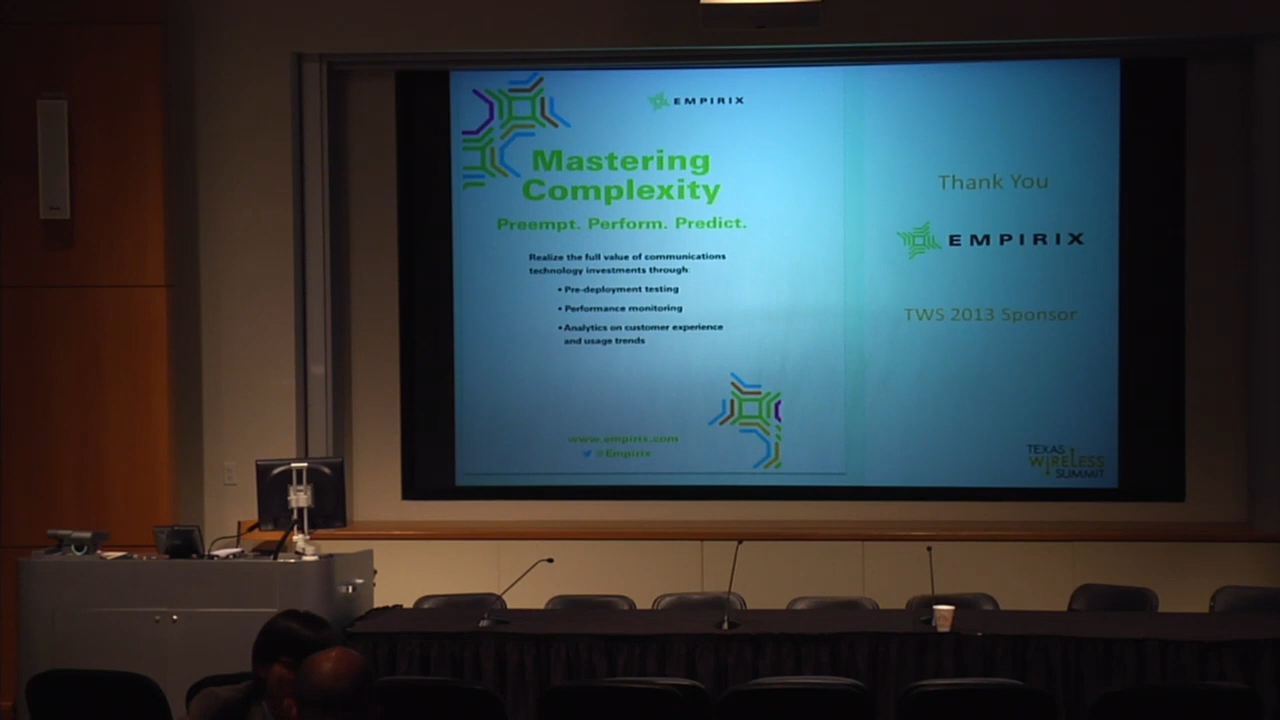 EMPIRIX
Mastering
Complexity
Preempt. Perform. Predict.
Realize the full value of communications
technology investments through:
• Pre-deployment testing
• Performance monitoring
• Analytics on customer experience
and usage trends
www.empirix.com
@Empirix
Thank You
EMPIRIX
TWS 2013 Sponsor
TEXAS
WIRELESS
SUMMIT